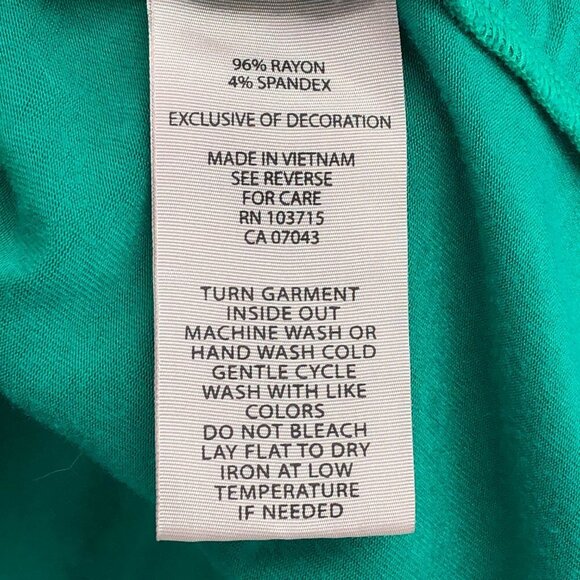 96% RAYON
4% SPANDEX
EXCLUSIVE OF DECORATION
MADE IN VIETNAM
SEE REVERSE
FOR CARE
RN 103715
CA 07043
TURN GARMENT
INSIDE OUT
MACHINE WASH OR
HAND WASH COLD
GENTLE CYCLE
WASH WITH LIKE
COLORS
DO NOT BLEACH
LAY FLAT TO DRY
IRON AT LOW
TEMPERATURE
IF NEEDED